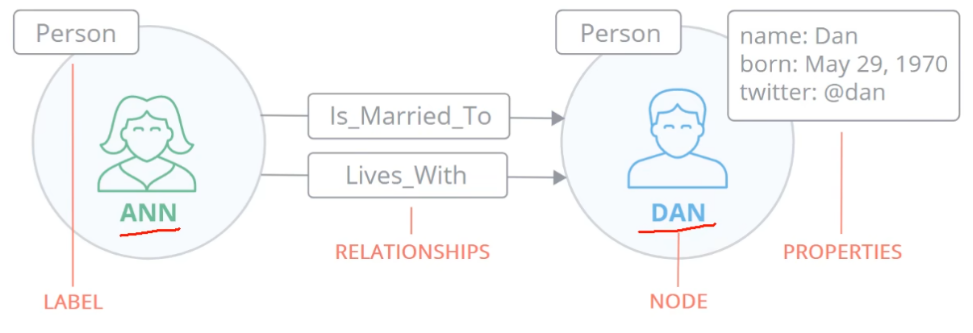 Person
Person
name: Dan
born: May 29, 1970
twitter: @dan
Is_Married_To
Lives_With
ANN
DAN
RELATIONSHIPS
PROPERTIES
LABEL
NODE